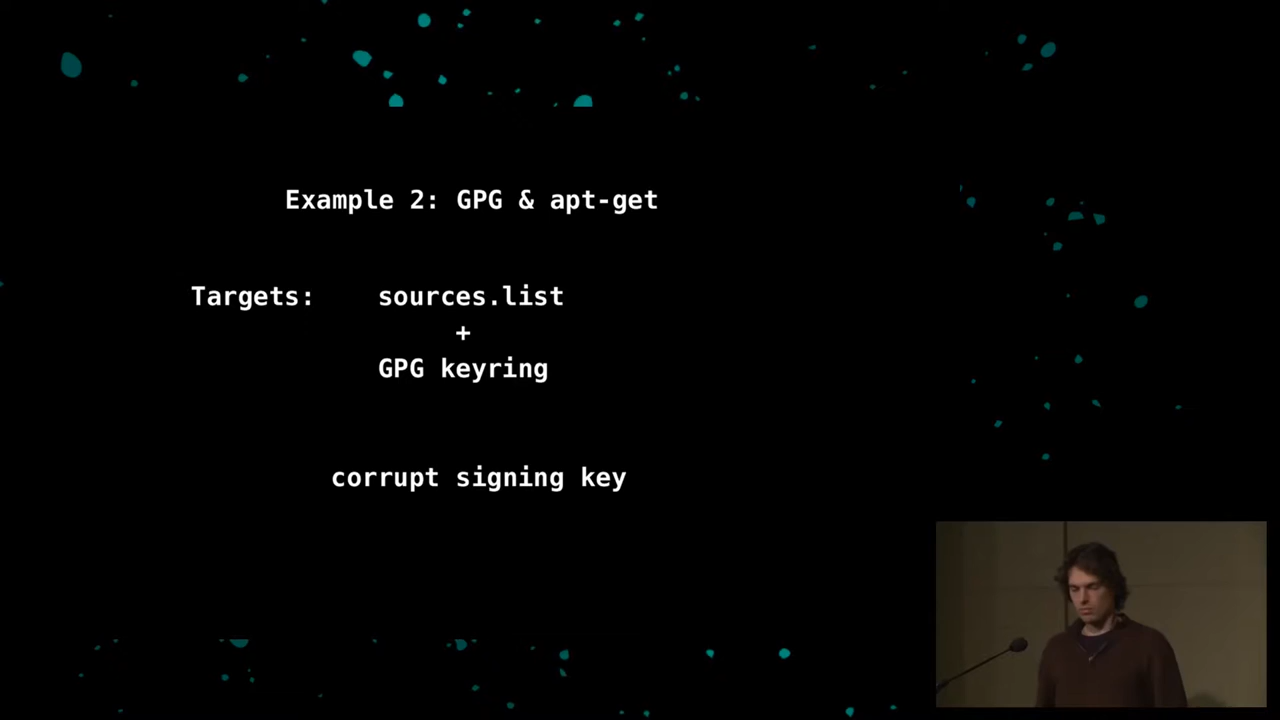 Example 2: GPG & apt-get
Targets: sources.list
+
GPG keyring
corrupt signing key